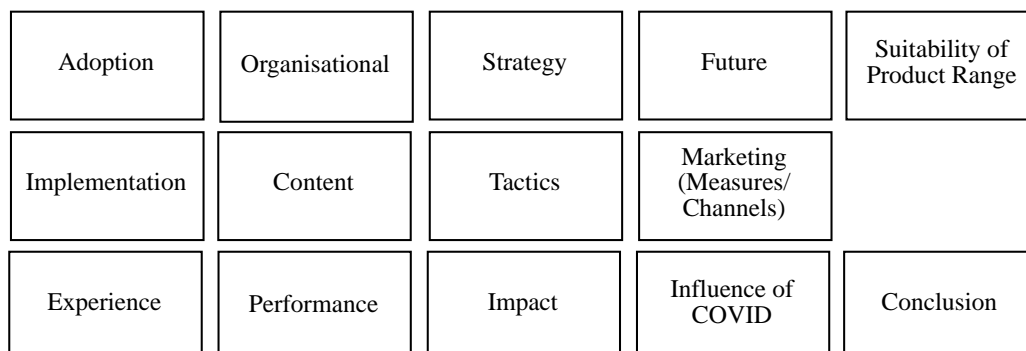 Adoption
Organisational
Strategy
Future
Suitability of
Product Range
Implementation
Content
Tactics
Marketing
(Measures/
Channels)
Experience
Performance
Impact
Influence of
COVID
Conclusion